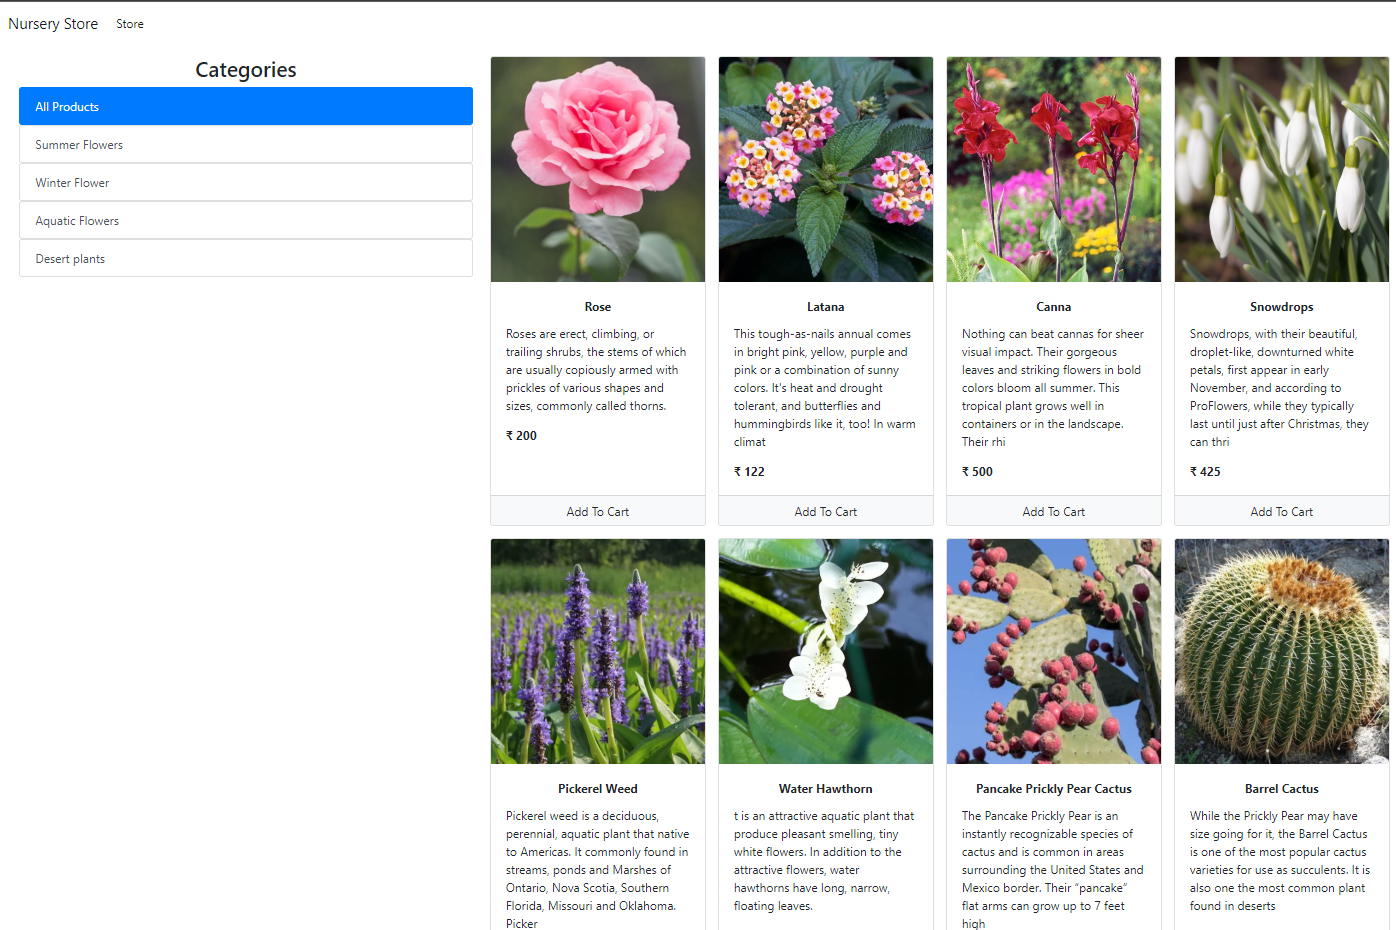 Nursery Store Store
Categories
All Products
Summer Flowers
Winter Flower
Aquatic Flowers
Desert plants
Rose
Roses are erect, climbing, or
trailing shrubs, the stems of which
are usually copiously armed with
prickles of various shapes and
sizes, commonly called thorns.
₹ 200
Add To Cart
Latana
This tough-as-nails annual comes
in bright pink, yellow, purple and
pink or a combination of sunny
colors. It's heat and drought
tolerant, and butterflies and
hummingbirds like it, too! In warm
climat
₹ 122
Add To Cart
Canna
Nothing can beat cannas for sheer
visual impact. Their gorgeous
leaves and striking flowers in bold
colors bloom all summer. This
tropical plant grows well in
containers or in the landscape.
Their rhi
₹ 500
Add To Cart
Snowdrops
Snowdrops, with their beautiful,
droplet-like, downturned white
petals, first appear in early
November, and according to
ProFlowers, while they typically
last until just after Christmas, they
can thri
₹ 425
Add To Cart
Pickerel Weed
Pickerel weed is a deciduous,
perennial, aquatic plant that native
to Americas. It commonly found in
streams, ponds and Marshes of
Ontario, Nova Scotia, Southern
Florida, Missouri and Oklahoma.
Picker
Water Hawthorn
t is an attractive aquatic plant that
produce pleasant smelling, tiny
white flowers. In addition to the
attractive flowers, water
hawthorns have long, narrow,
floating leaves.
Pancake Prickly Pear Cactus
The Pancake Prickly Pear is an
instantly recognizable species of
cactus and is common in areas
surrounding the United States and
Mexico border. Their “pancake”
flat arms can grow up to 7 feet
high
Barrel Cactus
While the Prickly Pear may have
size going for it, the Barrel Cactus
is one of the most popular cactus
varieties for use as succulents. It is
also one the most common plant
found in deserts